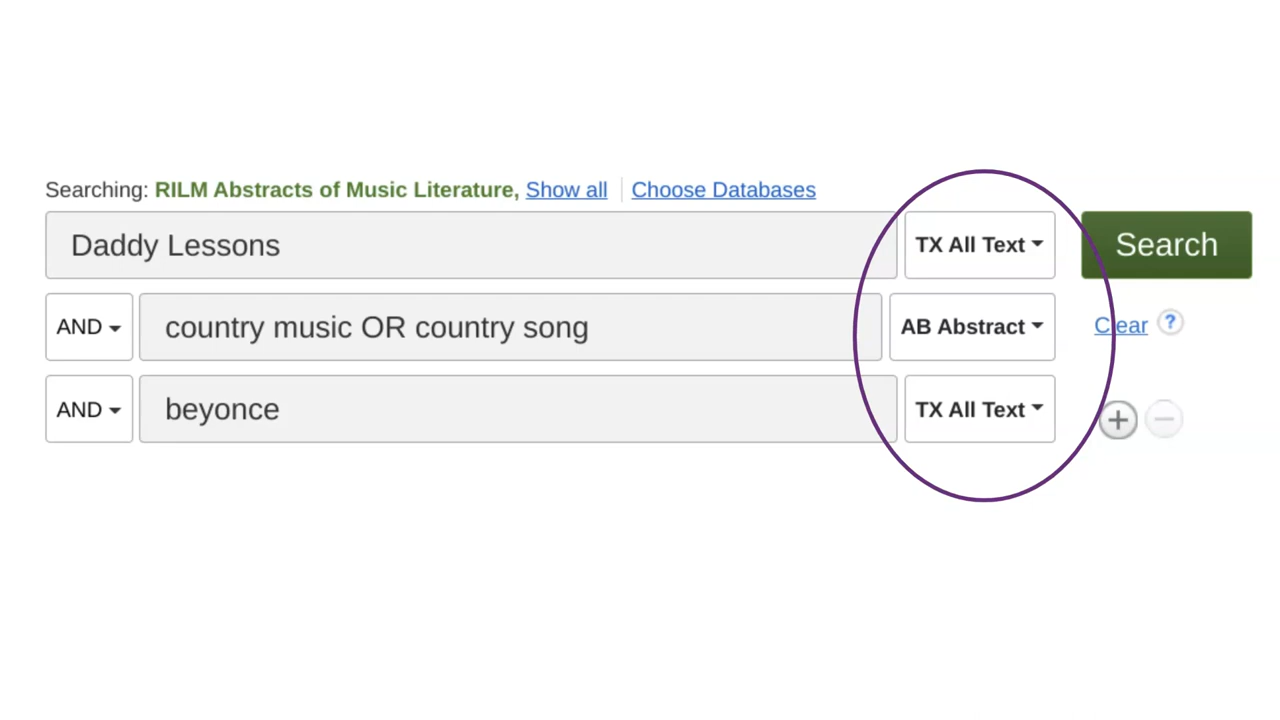 Searching: RILM Abstracts of Music Literature, Show all Choose Databases
Daddy Lessons TX All Text Search
AND country music OR country song AB Abstract Clear ?
AND beyonce TX All Text + −